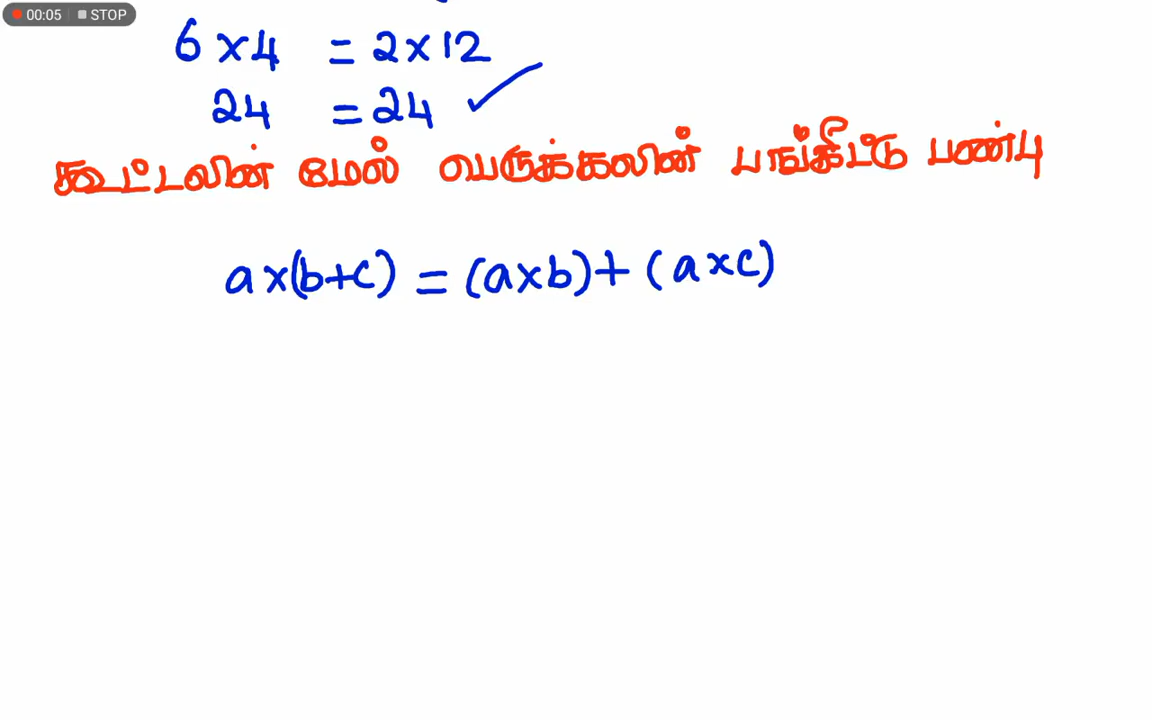 00:05 STOP
6 × 4 = 2 × 12
24 = 24 ✓
கூட்டலின் மேல் பெருக்கலின் பங்கீட்டு பண்பு
a×(b+c) = (a×b)+(a×c)